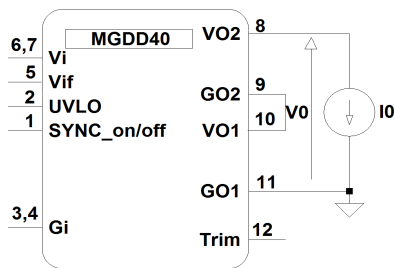 MGDD40
VO2
8
6,7
Vi
5
Vif
2
UVLO
1
SYNC_on/off
9
GO2
V0
10
VO1
I0
GO1
11
3,4
Gi
12
Trim